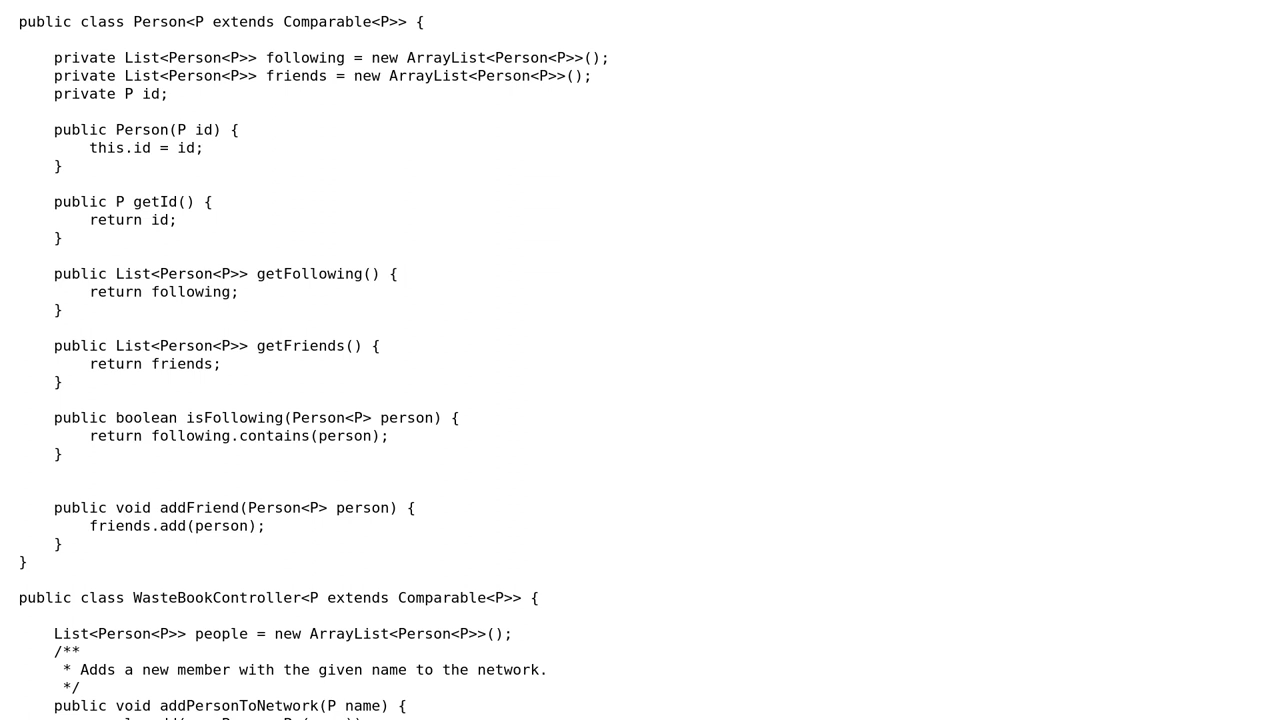 public class Person<P extends Comparable<P>> {
    private List<Person<P>> following = new ArrayList<Person<P>>();
    private List<Person<P>> friends = new ArrayList<Person<P>>();
    private P id;
    public Person(P id) {
        this.id = id;
    }
    public P getId() {
        return id;
    }
    public List<Person<P>> getFollowing() {
        return following;
    }
    public List<Person<P>> getFriends() {
        return friends;
    }
    public boolean isFollowing(Person<P> person) {
        return following.contains(person);
    }
    public void addFriend(Person<P> person) {
        friends.add(person);
    }
}
public class WasteBookController<P extends Comparable<P>> {
    List<Person<P>> people = new ArrayList<Person<P>>();
    /**
     * Adds a new member with the given name to the network.
     */
    public void addPersonToNetwork(P name) {